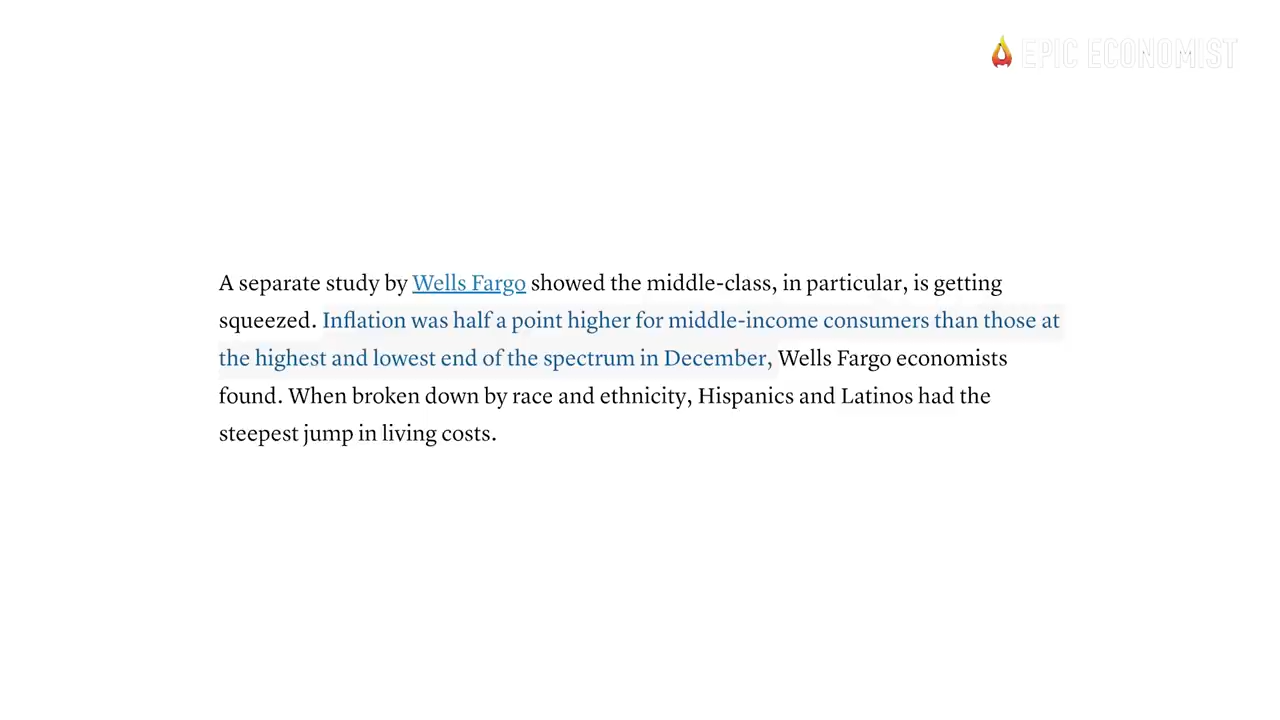 EPIC ECONOMIST
A separate study by Wells Fargo showed the middle-class, in particular, is getting
squeezed. Inflation was half a point higher for middle-income consumers than those at
the highest and lowest end of the spectrum in December, Wells Fargo economists
found. When broken down by race and ethnicity, Hispanics and Latinos had the
steepest jump in living costs.